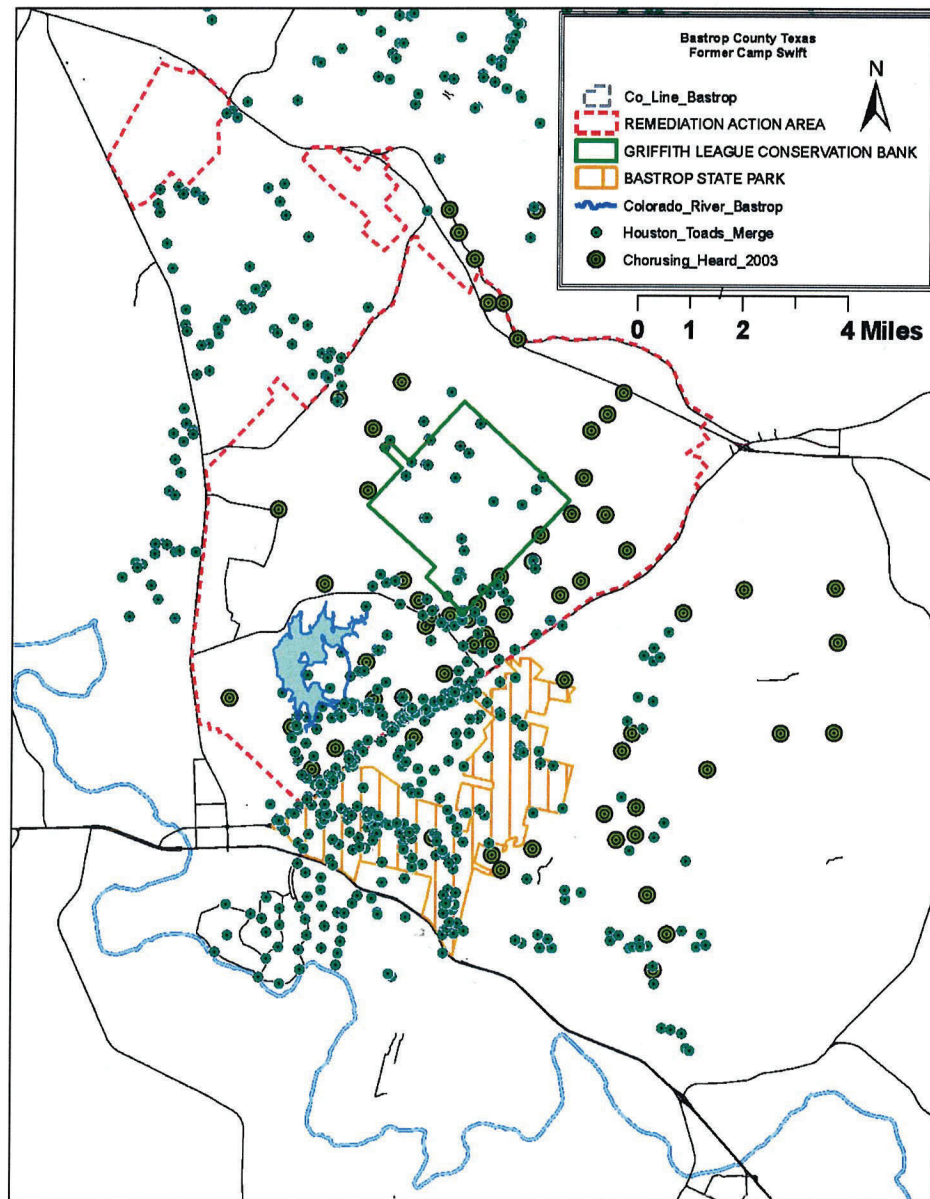 Bastrop County Texas
Former Camp Swift
N
Co_Line_Bastrop
REMEDIATION ACTION AREA
GRIFFITH LEAGUE CONSERVATION BANK
BASTROP STATE PARK
Colorado_River_Bastrop
Houston_Toads_Merge
Chorusing_Heard_2003
0 1 2 4 Miles